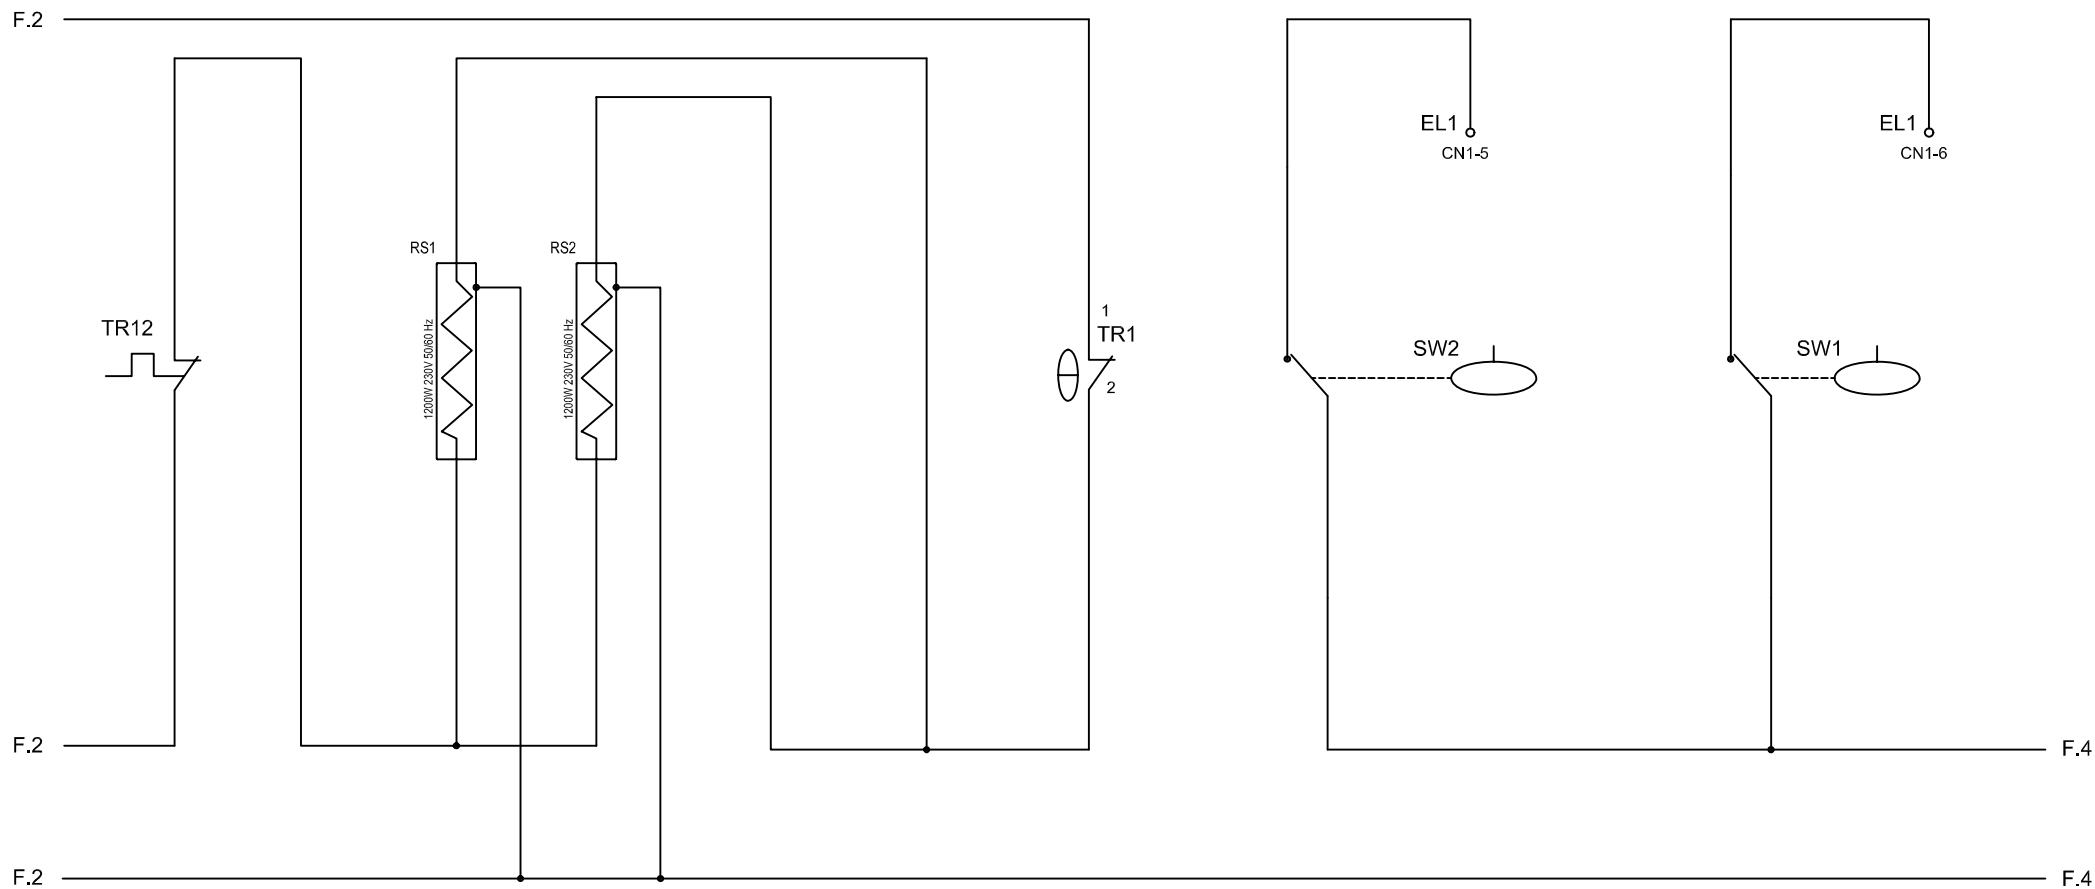 F.2
EL1
CN1-5
EL1
CN1-6
RS1
RS2
1200W 230V 50/60 Hz
1200W 230V 50/60 Hz
TR12
1
TR1
2
SW2
SW1
F.2
F.4
F.2
F.4